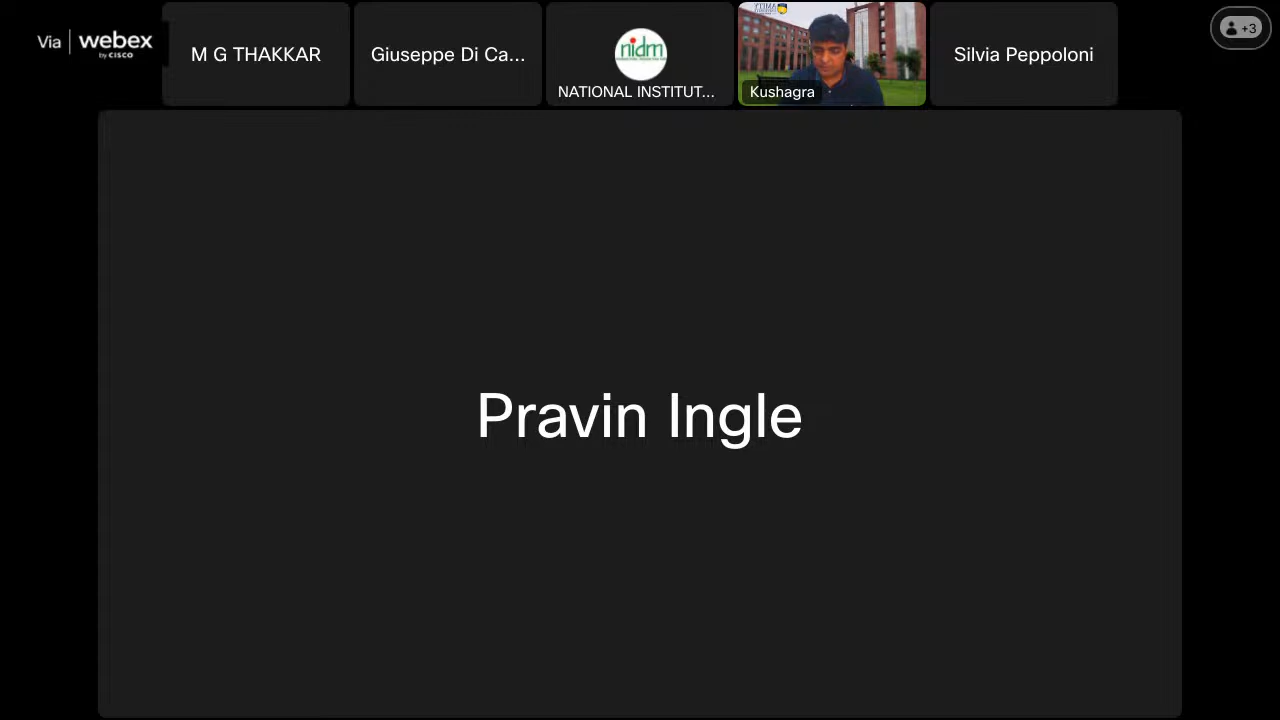 Via webex
by CISCO
M G THAKKAR
Giuseppe Di Ca...
nidm
NATIONAL INSTITUT...
Kushagra
Silvia Peppoloni
+3
Pravin Ingle